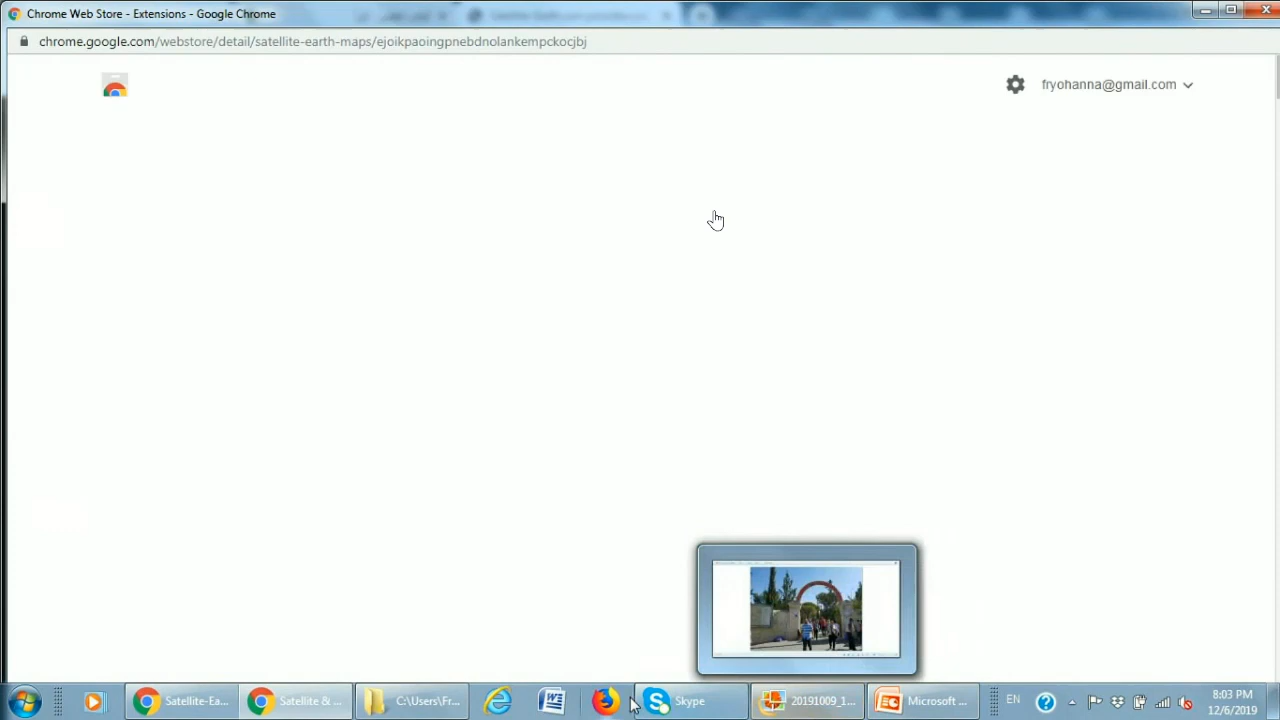 Chrome Web Store - Extensions - Google Chrome
chrome.google.com/webstore/detail/satellite-earth-maps/ejoikpaoingpnebdnolankempckocjbj
fryohanna@gmail.com
Satellite-Ea...
Satellite & ...
C:\Users\Fr...
Skype
20191009_1...
Microsoft ...
EN
8:03 PM
12/6/2019